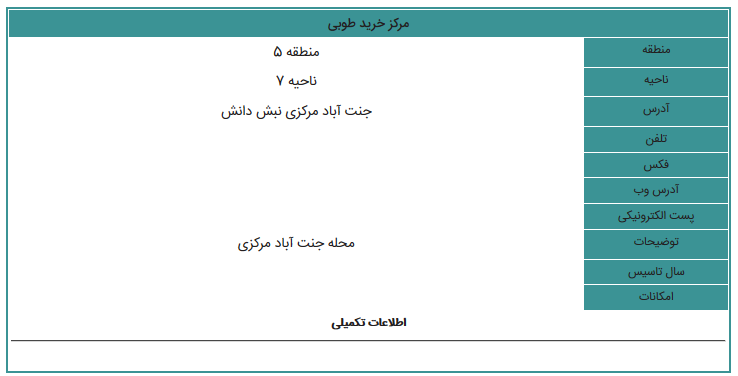 مرکز خرید طوبی
منطقه منطقه ۵
ناحیه ناحیه ۷
آدرس جنت آباد مرکزی نبش دانش
تلفن
فکس
آدرس وب
پست الکترونیکی
توضیحات محله جنت آباد مرکزی
سال تاسیس
امکانات
اطلاعات تکمیلی